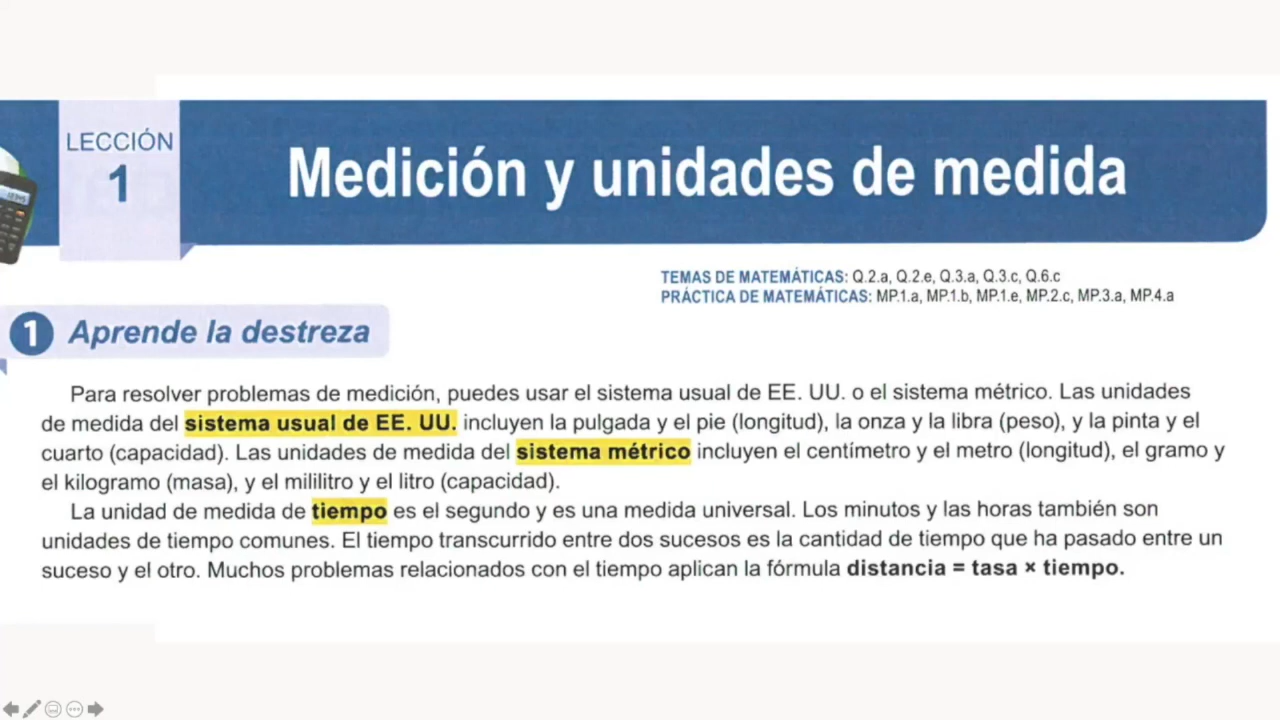 LECCIÓN
1
Medición y unidades de medida
TEMAS DE MATEMÁTICAS: Q.2.a, Q.2.e, Q.3.a, Q.3.c, Q.6.c
PRÁCTICA DE MATEMÁTICAS: MP.1.a, MP.1.b, MP.1.e, MP.2.c, MP.3.a, MP.4.a
1 Aprende la destreza
Para resolver problemas de medición, puedes usar el sistema usual de EE. UU. o el sistema métrico. Las unidades
de medida del sistema usual de EE. UU. incluyen la pulgada y el pie (longitud), la onza y la libra (peso), y la pinta y el
cuarto (capacidad). Las unidades de medida del sistema métrico incluyen el centímetro y el metro (longitud), el gramo y
el kilogramo (masa), y el mililitro y el litro (capacidad).
La unidad de medida de tiempo es el segundo y es una medida universal. Los minutos y las horas también son
unidades de tiempo comunes. El tiempo transcurrido entre dos sucesos es la cantidad de tiempo que ha pasado entre un
suceso y el otro. Muchos problemas relacionados con el tiempo aplican la fórmula distancia = tasa × tiempo.